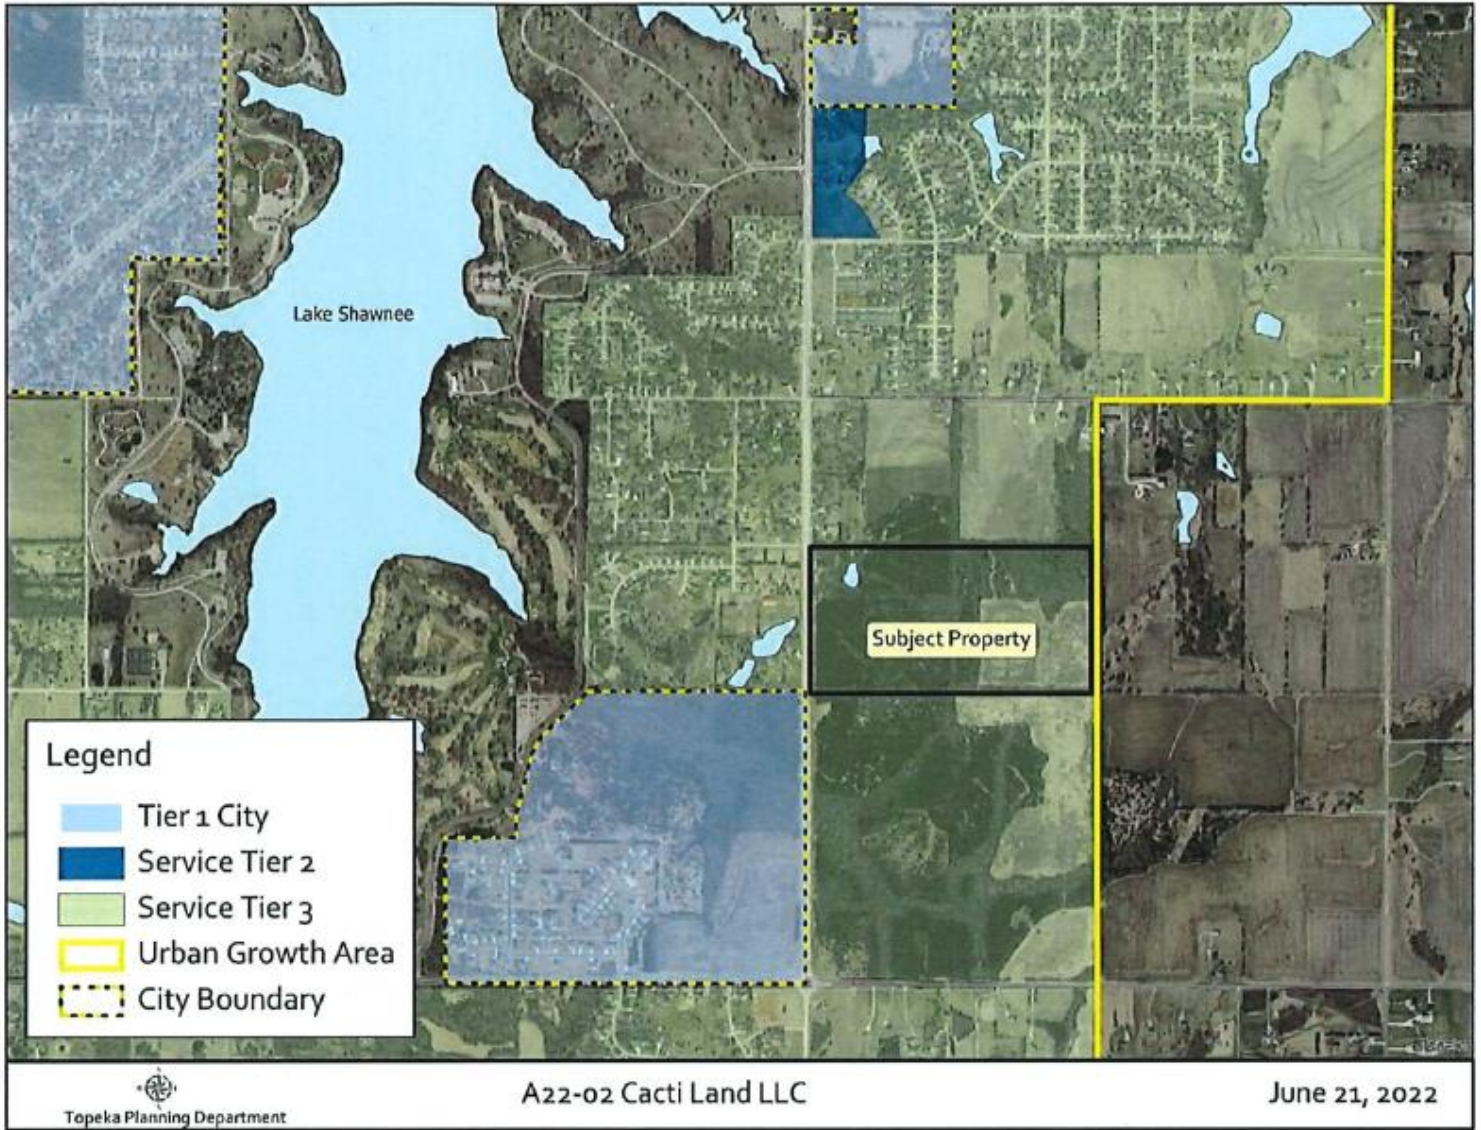 Lake Shawnee
Subject Property
Legend
Tier 1 City
Service Tier 2
Service Tier 3
Urban Growth Area
City Boundary
Topeka Planning Department
A22-02 Cacti Land LLC
June 21, 2022